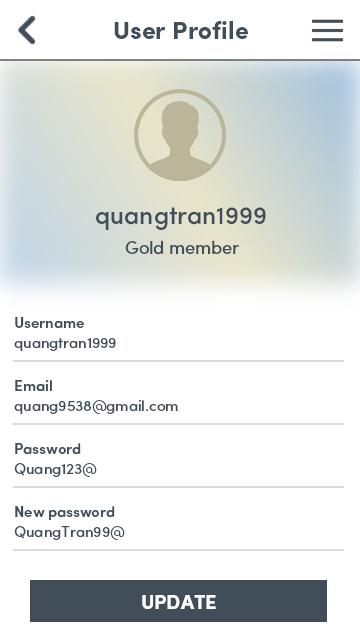 User Profile
quangtran1999
Gold member
Username
quangtran1999
Email
quang9538@gmail.com
Password
Quang123@
New password
QuangTran99@
UPDATE